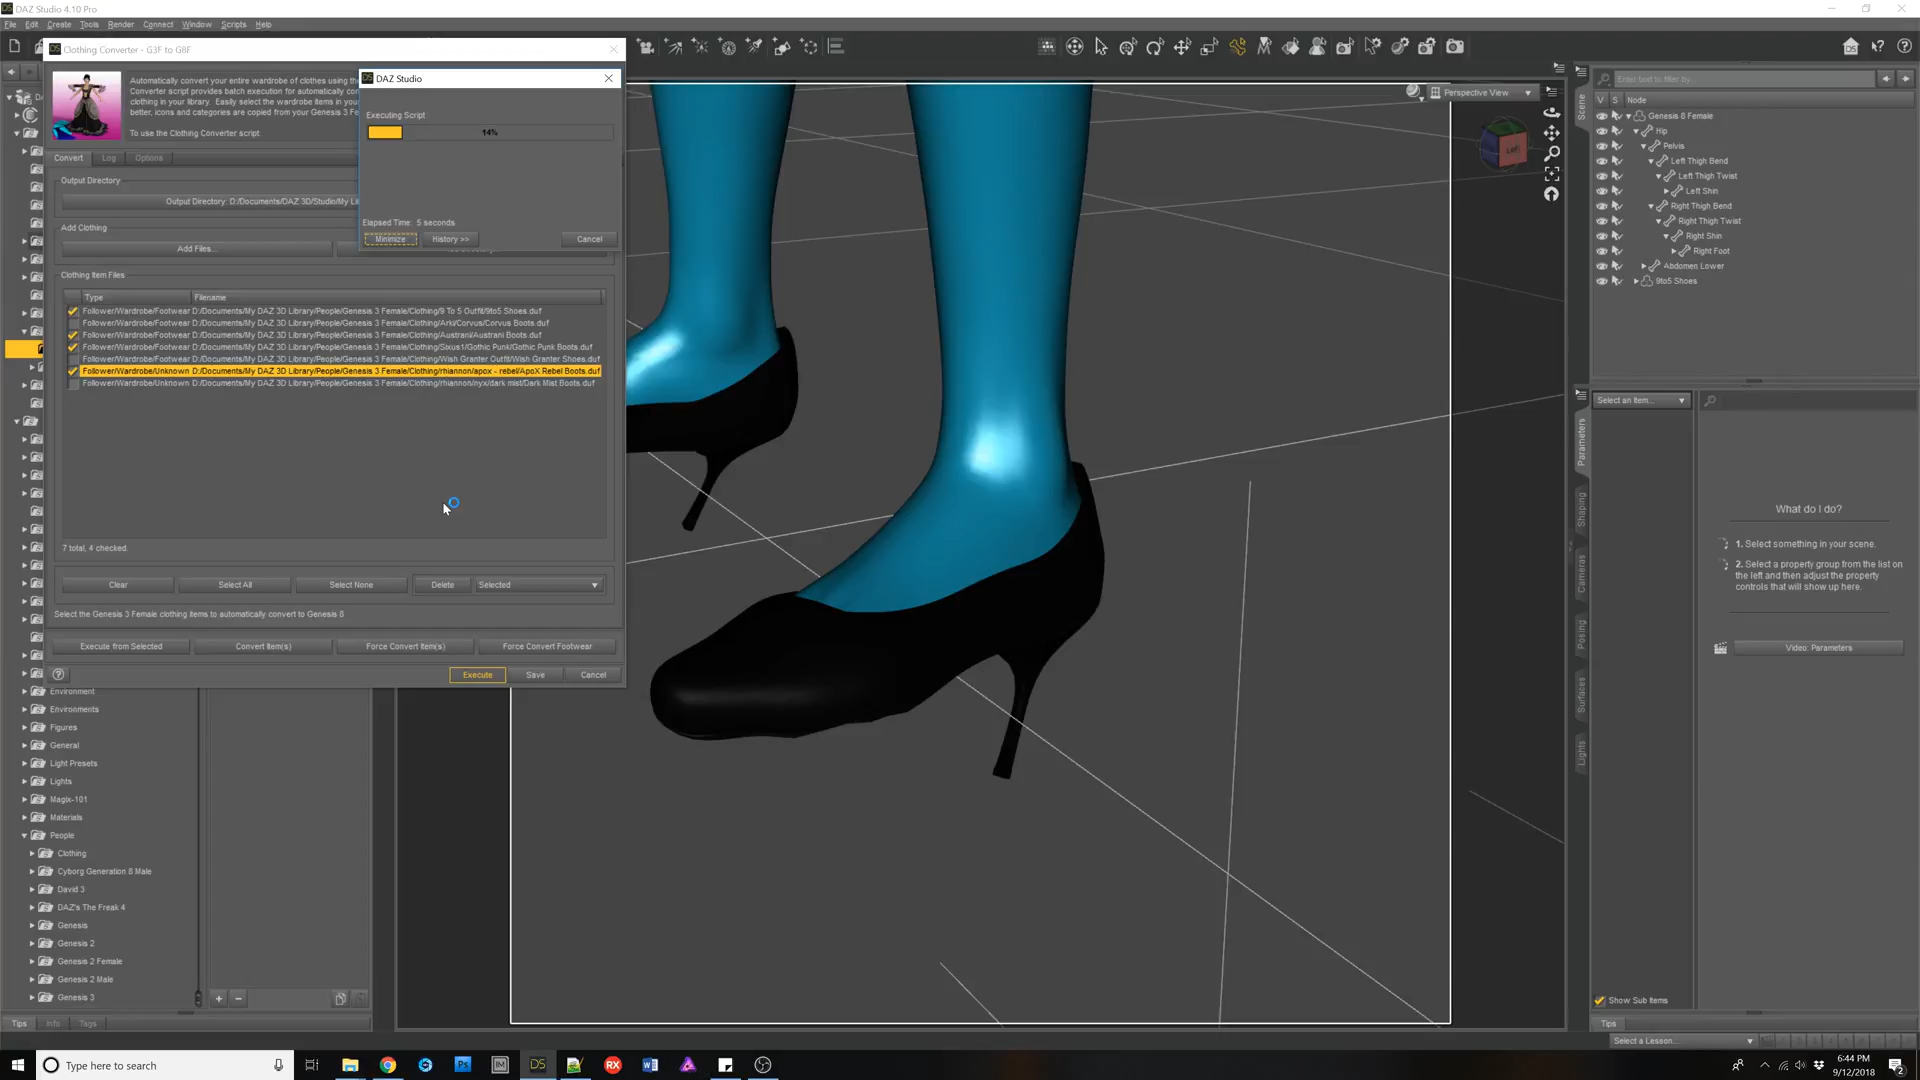 DAZ Studio 4.10 Pro
File Edit Create Tools Render Connect Window Scripts Help
Clothing Converter - G3F to G8F
Automatically convert your entire wardrobe of clothes using the
Converter script provides batch execution for automatically co
clothing in your library. Easily select the wardrobe items in you
better, icons and categories are copied from your Genesis 3 Fe
To use the Clothing Converter script:
Convert Log Options
Output Directory
Output Directory: D:/Documents/DAZ 3D/Studio/My Li
Add Clothing
Add Files...
DAZ Studio
Executing Script
14%
Elapsed Time: 5 seconds
Minimize History >> Cancel
Clothing Item Files
Type Filename
Follower/Wardrobe/Footwear D:/Documents/My DAZ 3D Library/People/Genesis 3 Female/Clothing/9 To 5 Outfit/9to5 Shoes.duf
Follower/Wardrobe/Footwear D:/Documents/My DAZ 3D Library/People/Genesis 3 Female/Clothing/Arki/Corvus/Corvus Boots.duf
Follower/Wardrobe/Footwear D:/Documents/My DAZ 3D Library/People/Genesis 3 Female/Clothing/Austrani/Austrani Boots.duf
Follower/Wardrobe/Footwear D:/Documents/My DAZ 3D Library/People/Genesis 3 Female/Clothing/Sixus1/Gothic Punk/Gothic Punk Boots.duf
Follower/Wardrobe/Footwear D:/Documents/My DAZ 3D Library/People/Genesis 3 Female/Clothing/Wish Granter Outfit/Wish Granter Shoes.duf
Follower/Wardrobe/Unknown D:/Documents/My DAZ 3D Library/People/Genesis 3 Female/Clothing/rhiannon/apox - rebel/ApoX Rebel Boots.duf
Follower/Wardrobe/Unknown D:/Documents/My DAZ 3D Library/People/Genesis 3 Female/Clothing/rhiannon/nyx/dark mist/Dark Mist Boots.duf
7 total, 4 checked.
Clear Select All Select None Delete Selected
Select the Genesis 3 Female clothing items to automatically convert to Genesis 8
Execute from Selected Convert Item(s) Force Convert Item(s) Force Convert Footwear
Execute Save Cancel
Environment
Environments
Figures
General
Light Presets
Lights
Magix-101
Materials
People
Clothing
Cyborg Generation 8 Male
David 3
DAZ's The Freak 4
Genesis
Genesis 2
Genesis 2 Female
Genesis 2 Male
Genesis 3
Tips Info Tags
Perspective View
Left
Scene
Enter text to filter by...
V S Node
Genesis 8 Female
Hip
Pelvis
Left Thigh Bend
Left Thigh Twist
Left Shin
Right Thigh Bend
Right Thigh Twist
Right Shin
Right Foot
Abdomen Lower
9to5 Shoes
Parameters
Shaping
Cameras
Posing
Surfaces
Lights
Select an Item...
What do I do?
1. Select something in your scene.
2. Select a property group from the list
on the left and then adjust the property
controls that will show up here.
Video: Parameters
Show Sub Items
Tips
Select a Lesson...
Type here to search
6:44 PM
9/12/2018